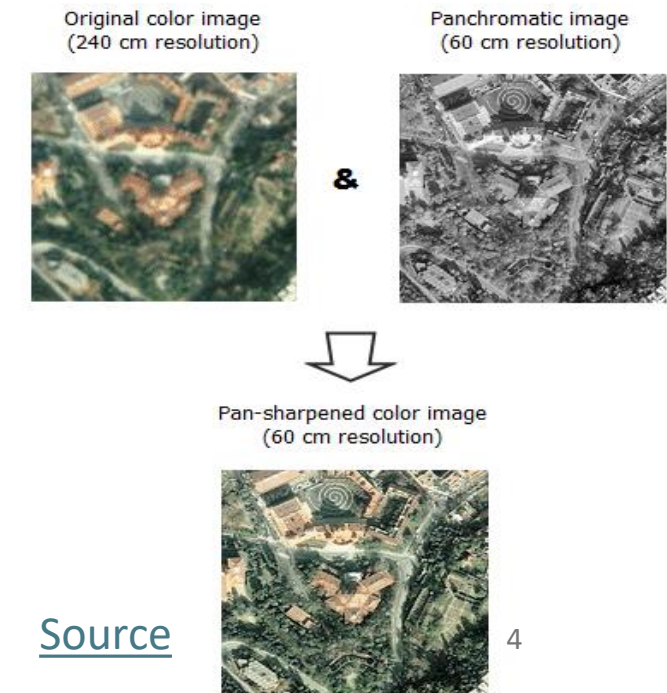 Original color image
(240 cm resolution)
Panchromatic image
(60 cm resolution)
&
Pan-sharpened color image
(60 cm resolution)
Source
4